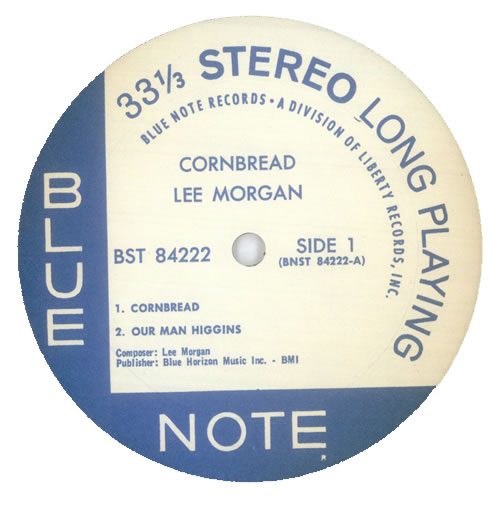 33⅓ STEREO LONG PLAYING
BLUE NOTE RECORDS • A DIVISION OF LIBERTY RECORDS, INC.
CORNBREAD
LEE MORGAN
BST 84222
SIDE 1
(BNST 84222-A)
1. CORNBREAD
2. OUR MAN HIGGINS
Composer: Lee Morgan
Publisher: Blue Horizon Music Inc. - BMI
BLUE
NOTE